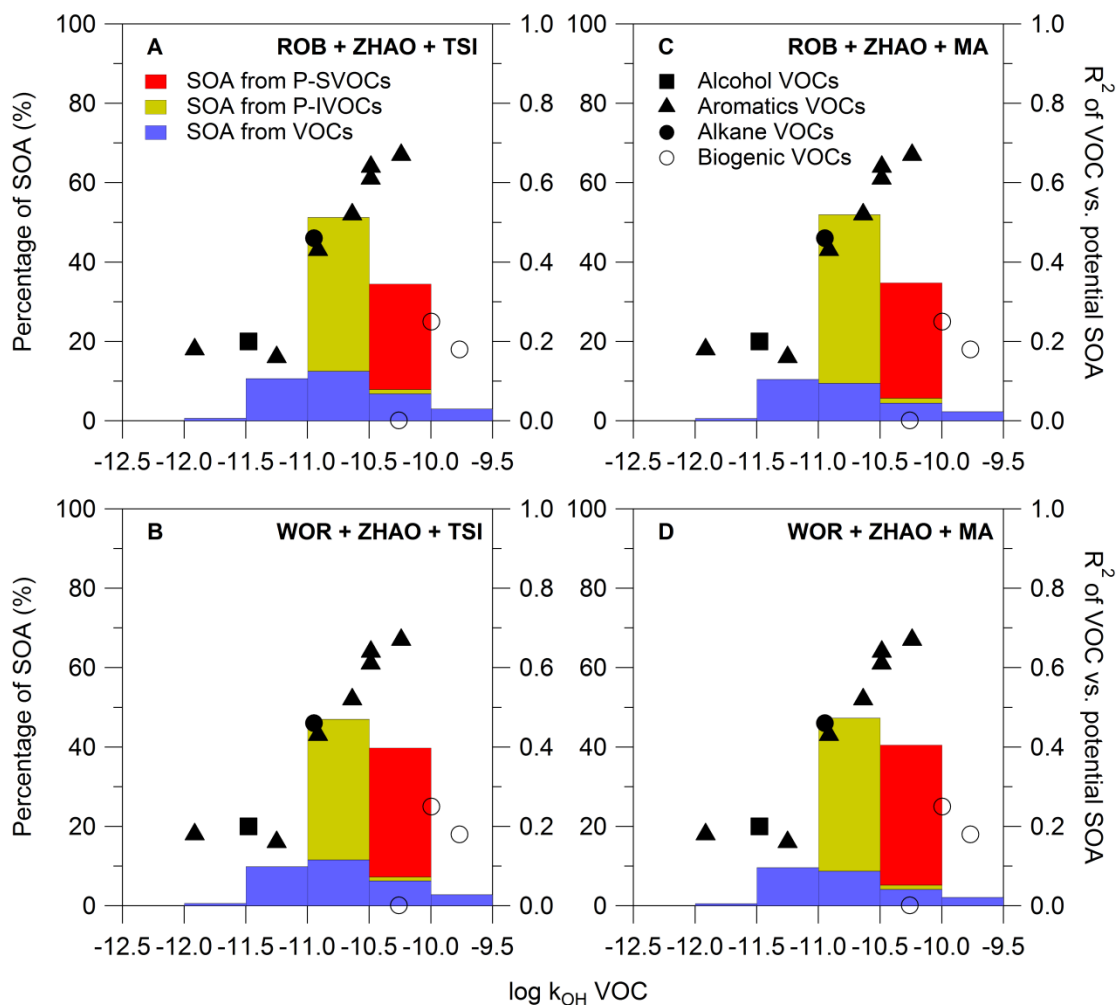 A ROB + ZHAO + TSI
SOA from P-SVOCs
SOA from P-IVOCs
SOA from VOCs
Percentage of SOA (%)
100
80
60
40
20
0
1.0
0.8
0.6
0.4
0.2
0.0
-12.5 -12.0 -11.5 -11.0 -10.5 -10.0 -9.5
C ROB + ZHAO + MA
Alcohol VOCs
Aromatics VOCs
Alkane VOCs
Biogenic VOCs
100
80
60
40
20
0
1.0
0.8
0.6
0.4
0.2
0.0
R² of VOC vs. potential SOA
-12.5 -12.0 -11.5 -11.0 -10.5 -10.0 -9.5
B WOR + ZHAO + TSI
Percentage of SOA (%)
100
80
60
40
20
0
1.0
0.8
0.6
0.4
0.2
0.0
-12.5 -12.0 -11.5 -11.0 -10.5 -10.0 -9.5
D WOR + ZHAO + MA
100
80
60
40
20
0
1.0
0.8
0.6
0.4
0.2
0.0
R² of VOC vs. potential SOA
-12.5 -12.0 -11.5 -11.0 -10.5 -10.0 -9.5
log kOH VOC